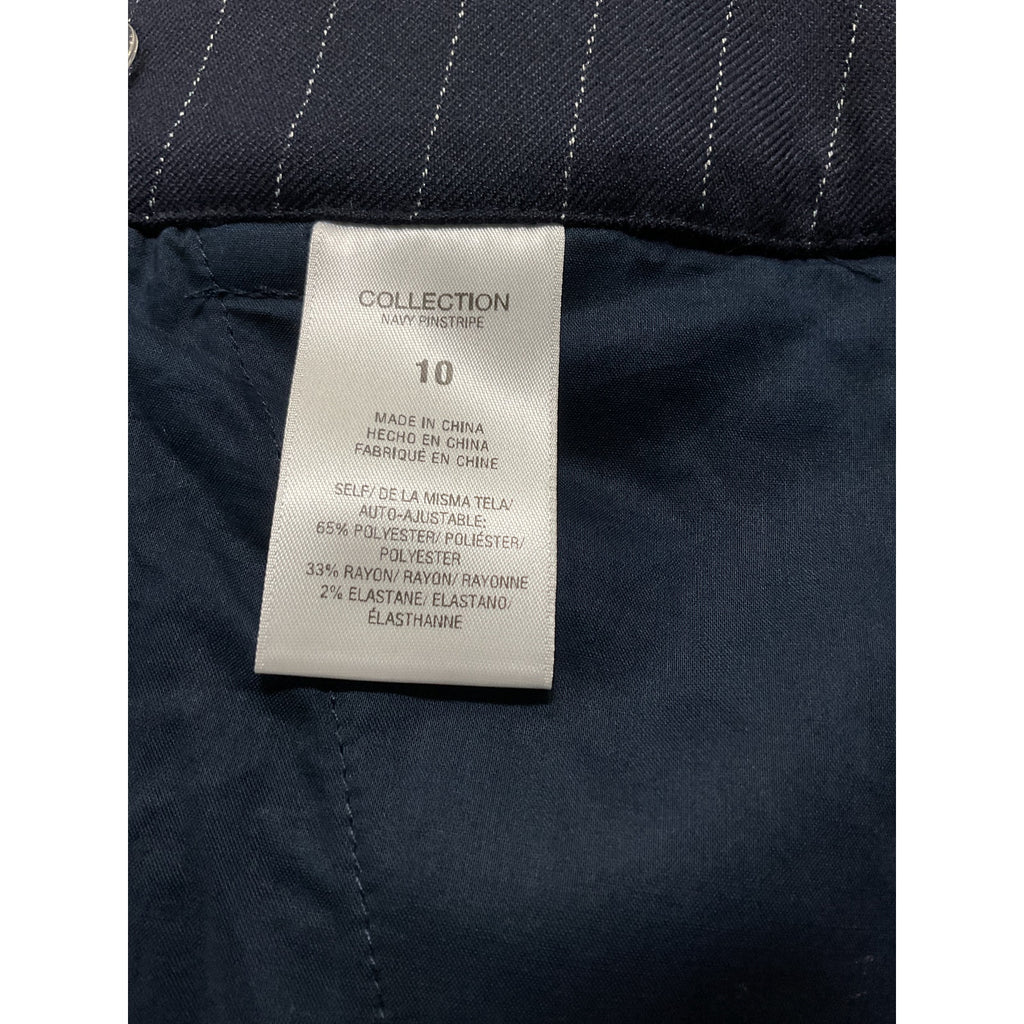 COLLECTION
NAVY PINSTRIPE
10
MADE IN CHINA
HECHO EN CHINA
FABRIQUÉ EN CHINE
SELF/ DE LA MISMA TELA/
AUTO-AJUSTABLE:
65% POLYESTER/ POLIÉSTER/
POLYESTER
33% RAYON/ RAYON/ RAYONNE
2% ELASTANE/ ELASTANO/
ÉLASTHANNE